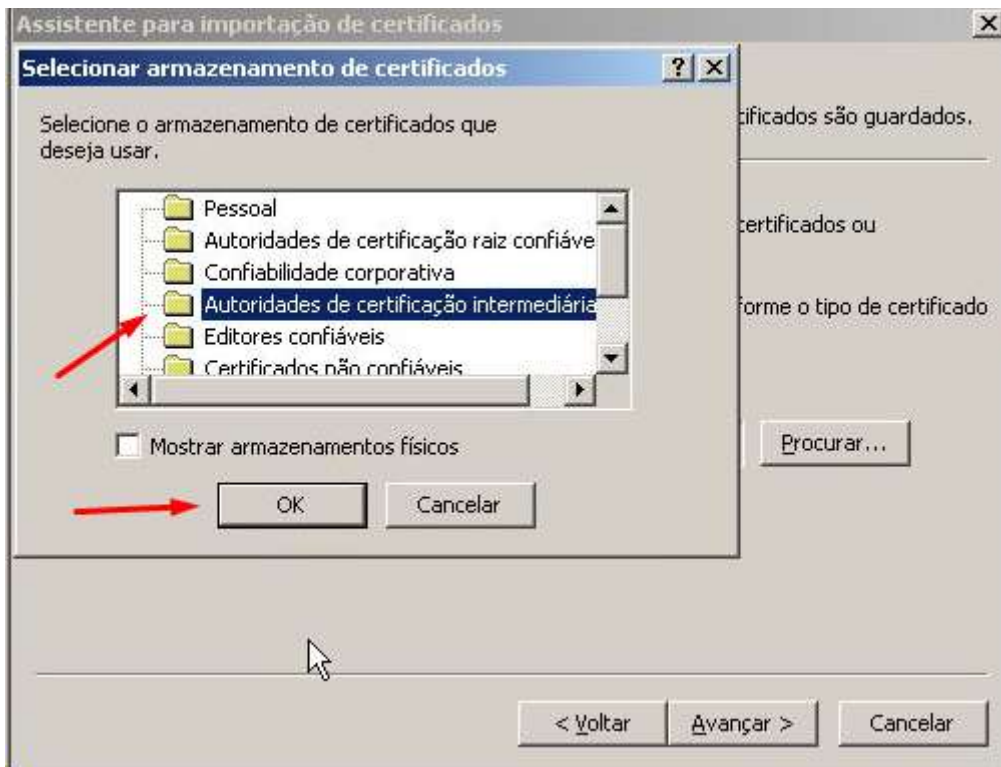 Assistente para importação de certificados
Selecionar armazenamento de certificados
Selecione o armazenamento de certificados que
deseja usar.
Pessoal
Autoridades de certificação raiz confiáve
Confiabilidade corporativa
Autoridades de certificação intermediária
Editores confiáveis
Certificados não confiáveis
Mostrar armazenamentos físicos
OK
Cancelar
tificados são guardados.
certificados ou
forme o tipo de certificado
Procurar...
< Voltar
Avançar >
Cancelar